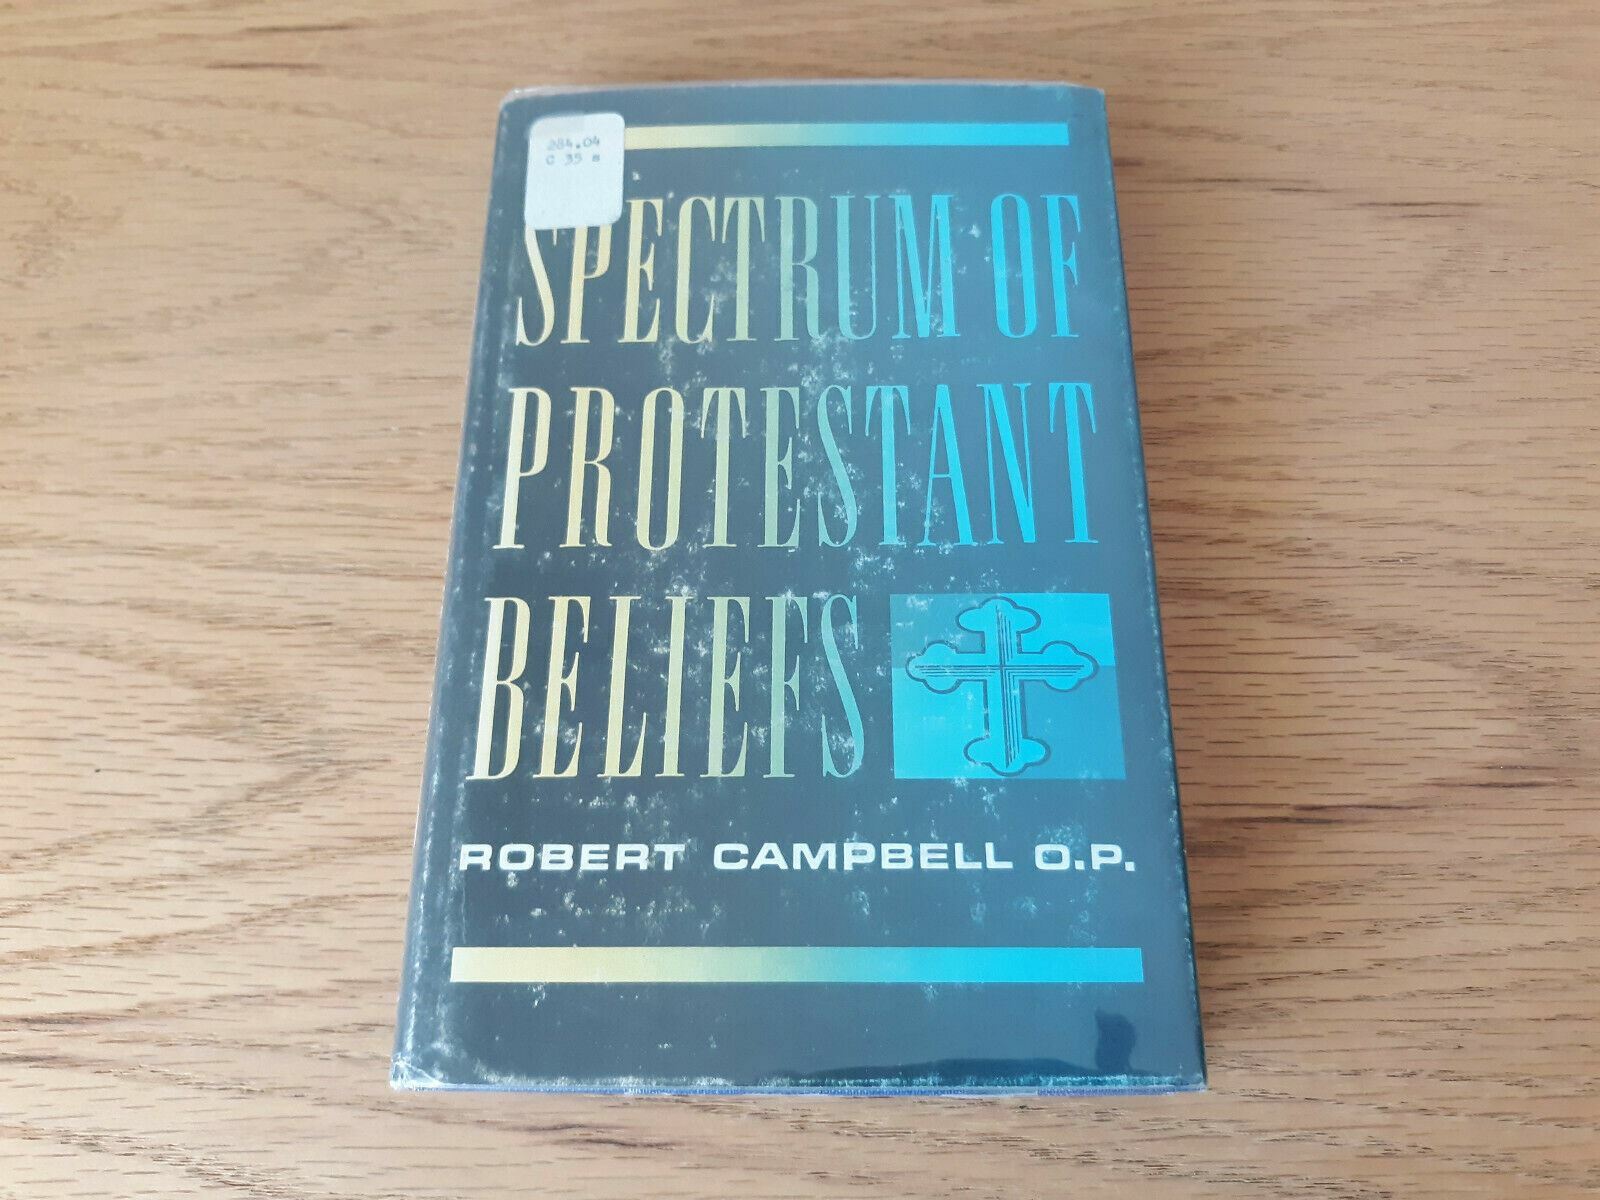 284.04
C 35 s
SPECTRUM OF
PROTESTANT
BELIEFS
ROBERT CAMPBELL O.P.